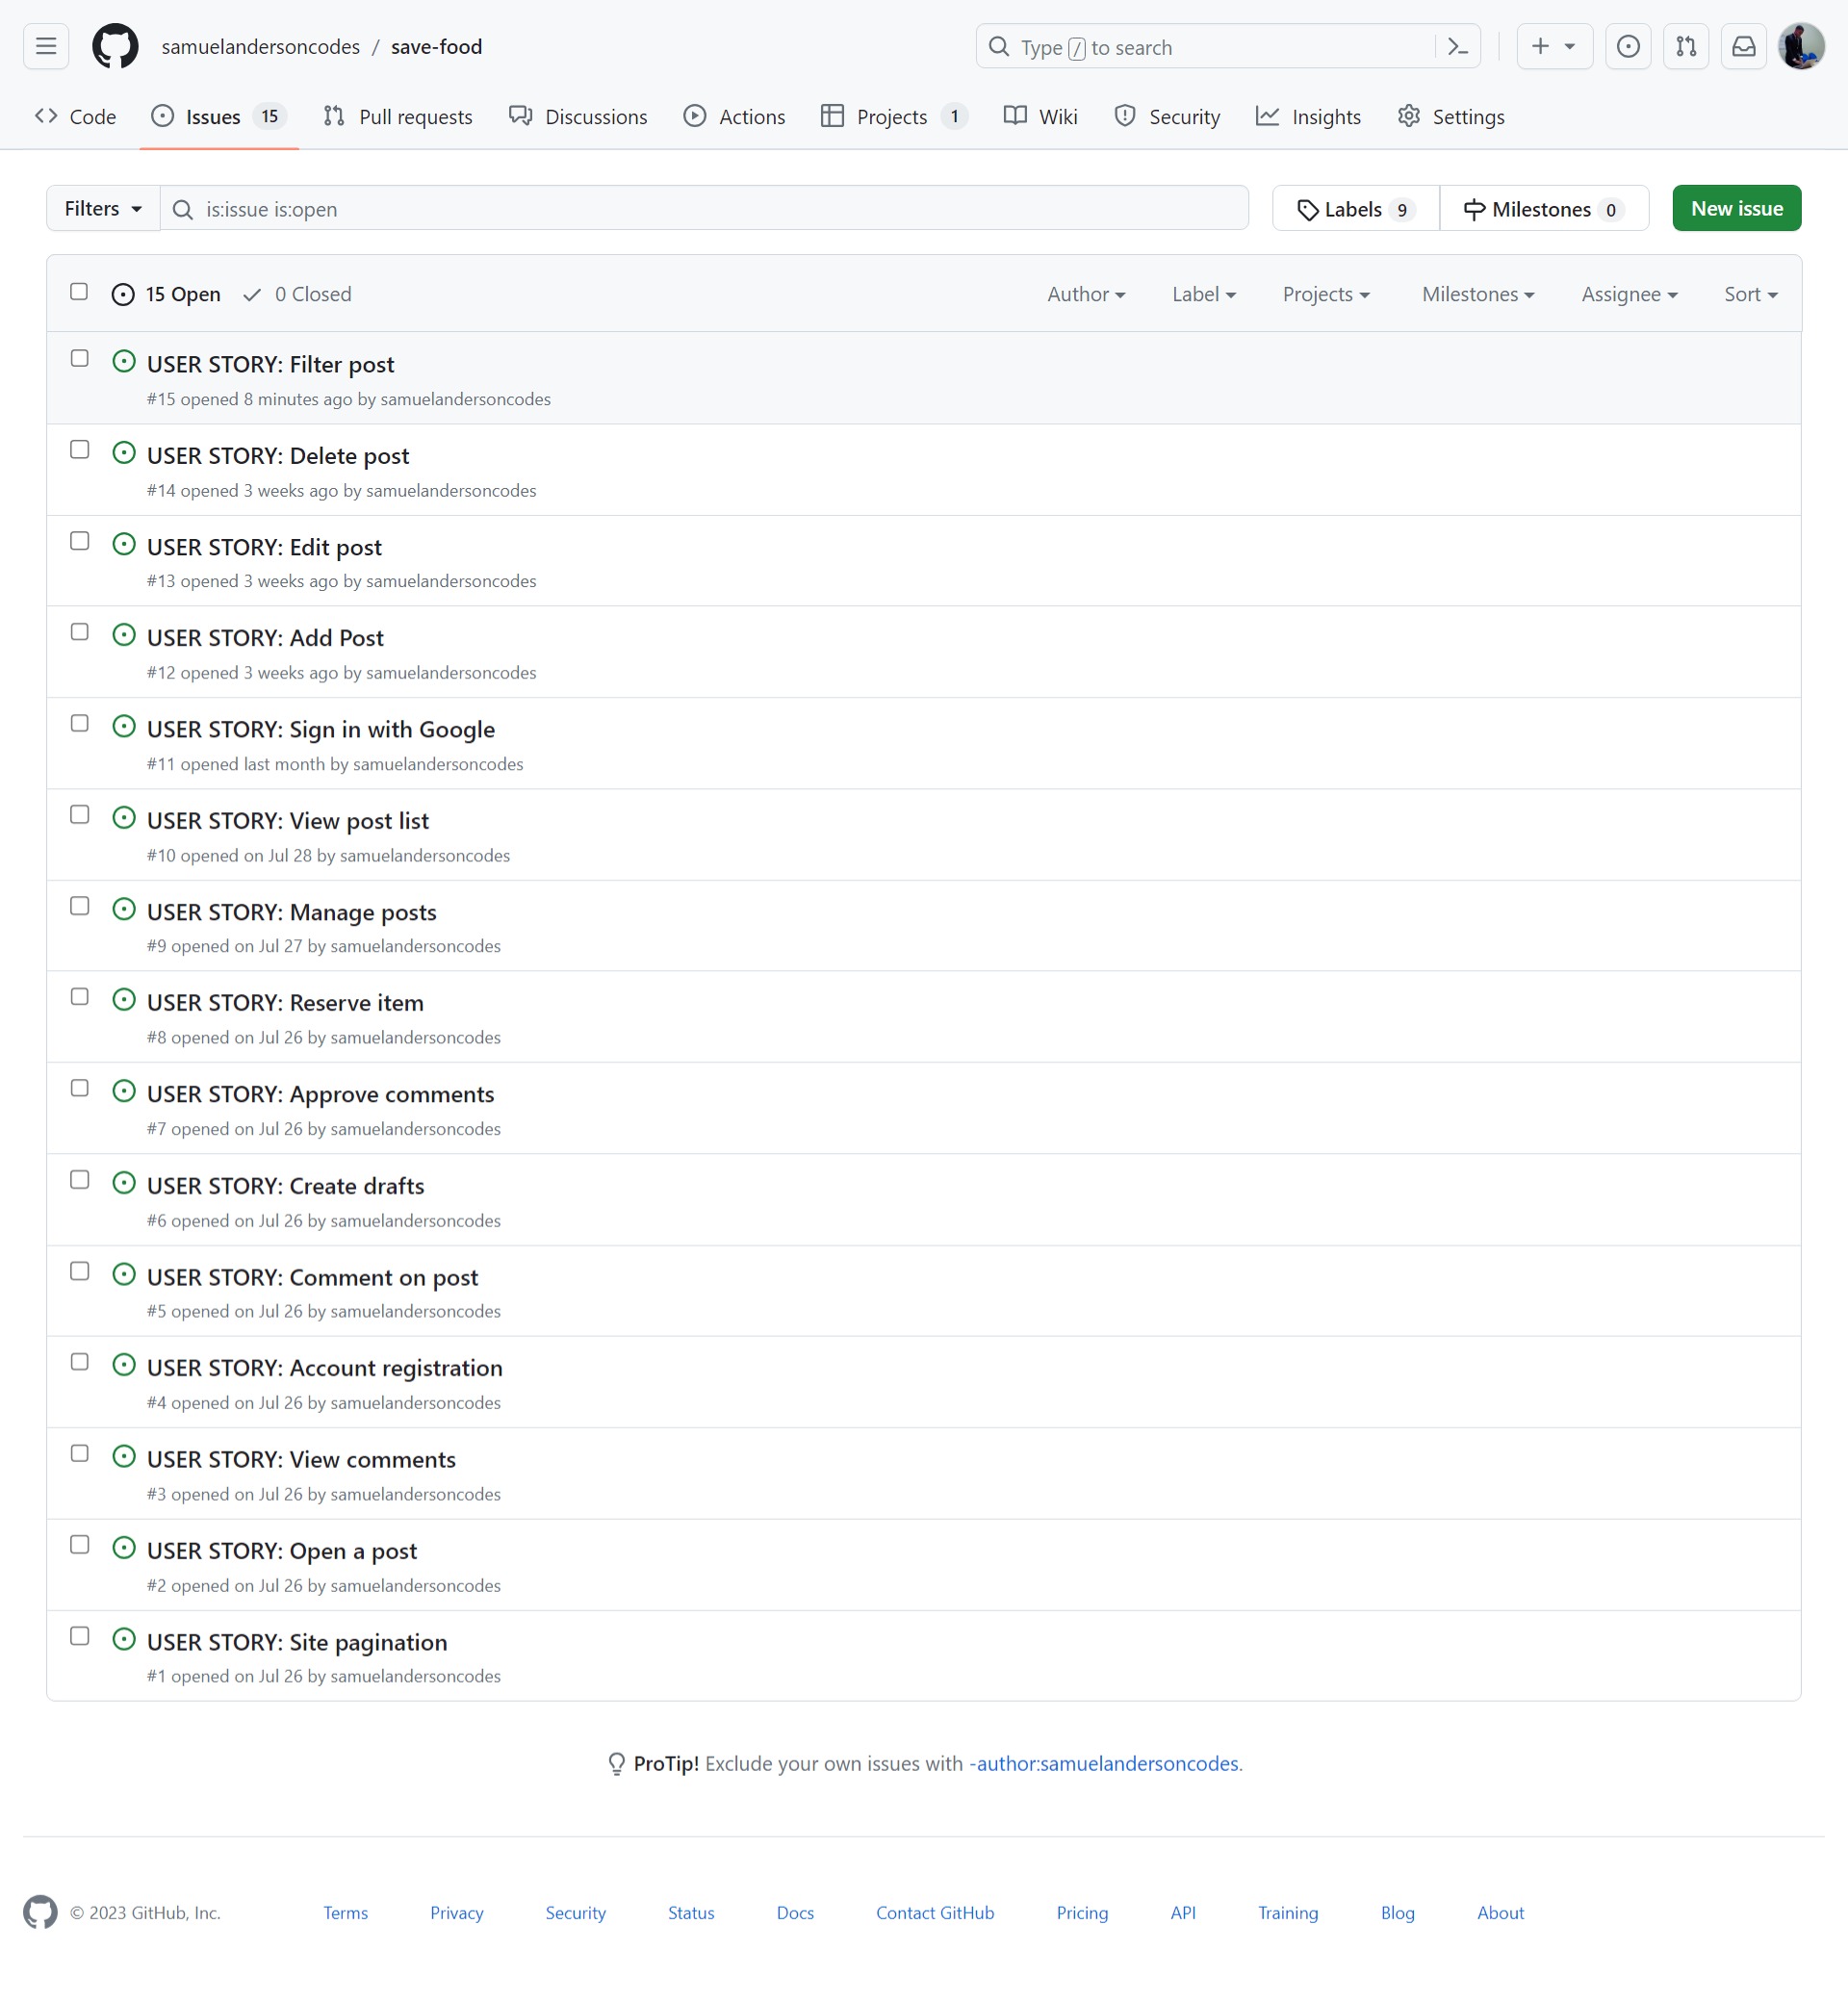 samuelandersoncodes / save-food
Type / to search
Code Issues 15 Pull requests Discussions Actions Projects 1 Wiki Security Insights Settings
Filters is:issue is:open Labels 9 Milestones 0 New issue
15 Open 0 Closed Author Label Projects Milestones Assignee Sort
USER STORY: Filter post
#15 opened 8 minutes ago by samuelandersoncodes
USER STORY: Delete post
#14 opened 3 weeks ago by samuelandersoncodes
USER STORY: Edit post
#13 opened 3 weeks ago by samuelandersoncodes
USER STORY: Add Post
#12 opened 3 weeks ago by samuelandersoncodes
USER STORY: Sign in with Google
#11 opened last month by samuelandersoncodes
USER STORY: View post list
#10 opened on Jul 28 by samuelandersoncodes
USER STORY: Manage posts
#9 opened on Jul 27 by samuelandersoncodes
USER STORY: Reserve item
#8 opened on Jul 26 by samuelandersoncodes
USER STORY: Approve comments
#7 opened on Jul 26 by samuelandersoncodes
USER STORY: Create drafts
#6 opened on Jul 26 by samuelandersoncodes
USER STORY: Comment on post
#5 opened on Jul 26 by samuelandersoncodes
USER STORY: Account registration
#4 opened on Jul 26 by samuelandersoncodes
USER STORY: View comments
#3 opened on Jul 26 by samuelandersoncodes
USER STORY: Open a post
#2 opened on Jul 26 by samuelandersoncodes
USER STORY: Site pagination
#1 opened on Jul 26 by samuelandersoncodes
ProTip! Exclude your own issues with -author:samuelandersoncodes.
© 2023 GitHub, Inc. Terms Privacy Security Status Docs Contact GitHub Pricing API Training Blog About